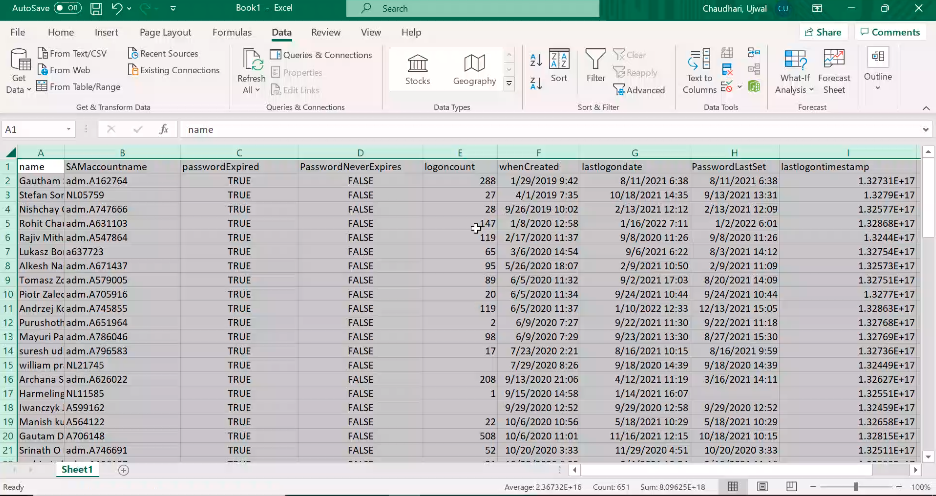 AutoSave Off Book1 - Excel Search Chaudhari, Ujwal CU
File Home Insert Page Layout Formulas Data Review View Help Share Comments
Get Data From Text/CSV From Web From Table/Range Recent Sources Existing Connections
Get & Transform Data
Refresh All Queries & Connections Properties Edit Links
Queries & Connections
Stocks Geography
Data Types
Sort Filter Clear Reapply Advanced
Sort & Filter
Text to Columns
Data Tools
What-If Analysis Forecast Sheet
Forecast
Outline
A1 fx name
A B C D E F G H I
1 name SAMaccountname passwordExpired PasswordNeverExpires logoncount whenCreated lastlogondate PasswordLastSet lastlogontimestamp
2 Gautham adm.A162764 TRUE FALSE 288 1/29/2019 9:42 8/11/2021 6:38 8/11/2021 6:38 1.32731E+17
3 Stefan Son NL05759 TRUE FALSE 27 4/1/2019 7:35 10/18/2021 14:35 9/13/2021 13:31 1.3279E+17
4 Nishchay adm.A747666 TRUE FALSE 28 9/26/2019 10:02 2/13/2021 12:12 2/13/2021 12:09 1.32577E+17
5 Rohit Cha adm.A631103 TRUE FALSE 147 1/8/2020 12:58 1/16/2022 7:11 1/2/2022 6:01 1.32868E+17
6 Rajiv Mith adm.A547864 TRUE FALSE 119 2/17/2020 11:37 9/8/2020 11:26 9/8/2020 11:26 1.3244E+17
7 Lukasz Bo a637723 TRUE FALSE 65 3/6/2020 14:54 9/6/2021 6:22 8/3/2021 14:12 1.32754E+17
8 Alkesh Na adm.A671437 TRUE FALSE 95 5/26/2020 18:07 2/9/2021 10:50 2/9/2021 11:09 1.32573E+17
9 Tomasz Zo adm.A579005 TRUE FALSE 89 6/5/2020 11:32 9/2/2021 17:03 8/20/2021 14:09 1.32751E+17
10 Piotr Zalec adm.A705916 TRUE FALSE 20 6/5/2020 11:34 9/24/2021 10:44 9/24/2021 10:44 1.3277E+17
11 Andrzej Ko adm.A745855 TRUE FALSE 119 6/5/2020 11:37 1/10/2022 12:33 12/13/2021 15:05 1.32863E+17
12 Purushoth adm.A651964 TRUE FALSE 2 6/9/2020 7:27 9/22/2021 11:30 9/22/2021 11:18 1.32768E+17
13 Mayuri Pa adm.A786046 TRUE FALSE 98 6/9/2020 7:29 9/23/2021 13:30 8/27/2021 15:30 1.32769E+17
14 suresh ud adm.A796583 TRUE FALSE 17 7/23/2020 2:21 8/16/2021 10:15 8/16/2021 9:59 1.32736E+17
15 william pr NL21745 TRUE FALSE 7/29/2020 8:26 9/18/2020 14:39 9/18/2020 14:39 1.32449E+17
16 Archana S adm.A626022 TRUE FALSE 208 9/13/2020 21:06 4/12/2021 11:19 3/16/2021 14:11 1.32627E+17
17 Harmeling NL11585 TRUE FALSE 1 9/15/2020 14:58 1/14/2021 16:07 1.32551E+17
18 Iwanczyk A599162 TRUE FALSE 9/29/2020 12:52 9/29/2020 12:58 9/29/2020 12:52 1.32459E+17
19 Manish ku A564122 TRUE FALSE 22 10/6/2020 10:56 5/18/2021 10:29 5/18/2021 10:29 1.32658E+17
20 Gautam D A706148 TRUE FALSE 508 10/6/2020 11:01 11/16/2021 12:15 10/18/2021 10:15 1.32815E+17
21 Srinath O adm.A746691 TRUE FALSE 52 10/20/2020 3:33 11/29/2020 4:51 10/20/2020 3:33
Sheet1
Ready Average: 2.36732E+16 Count: 651 Sum: 8.09625E+18 100%